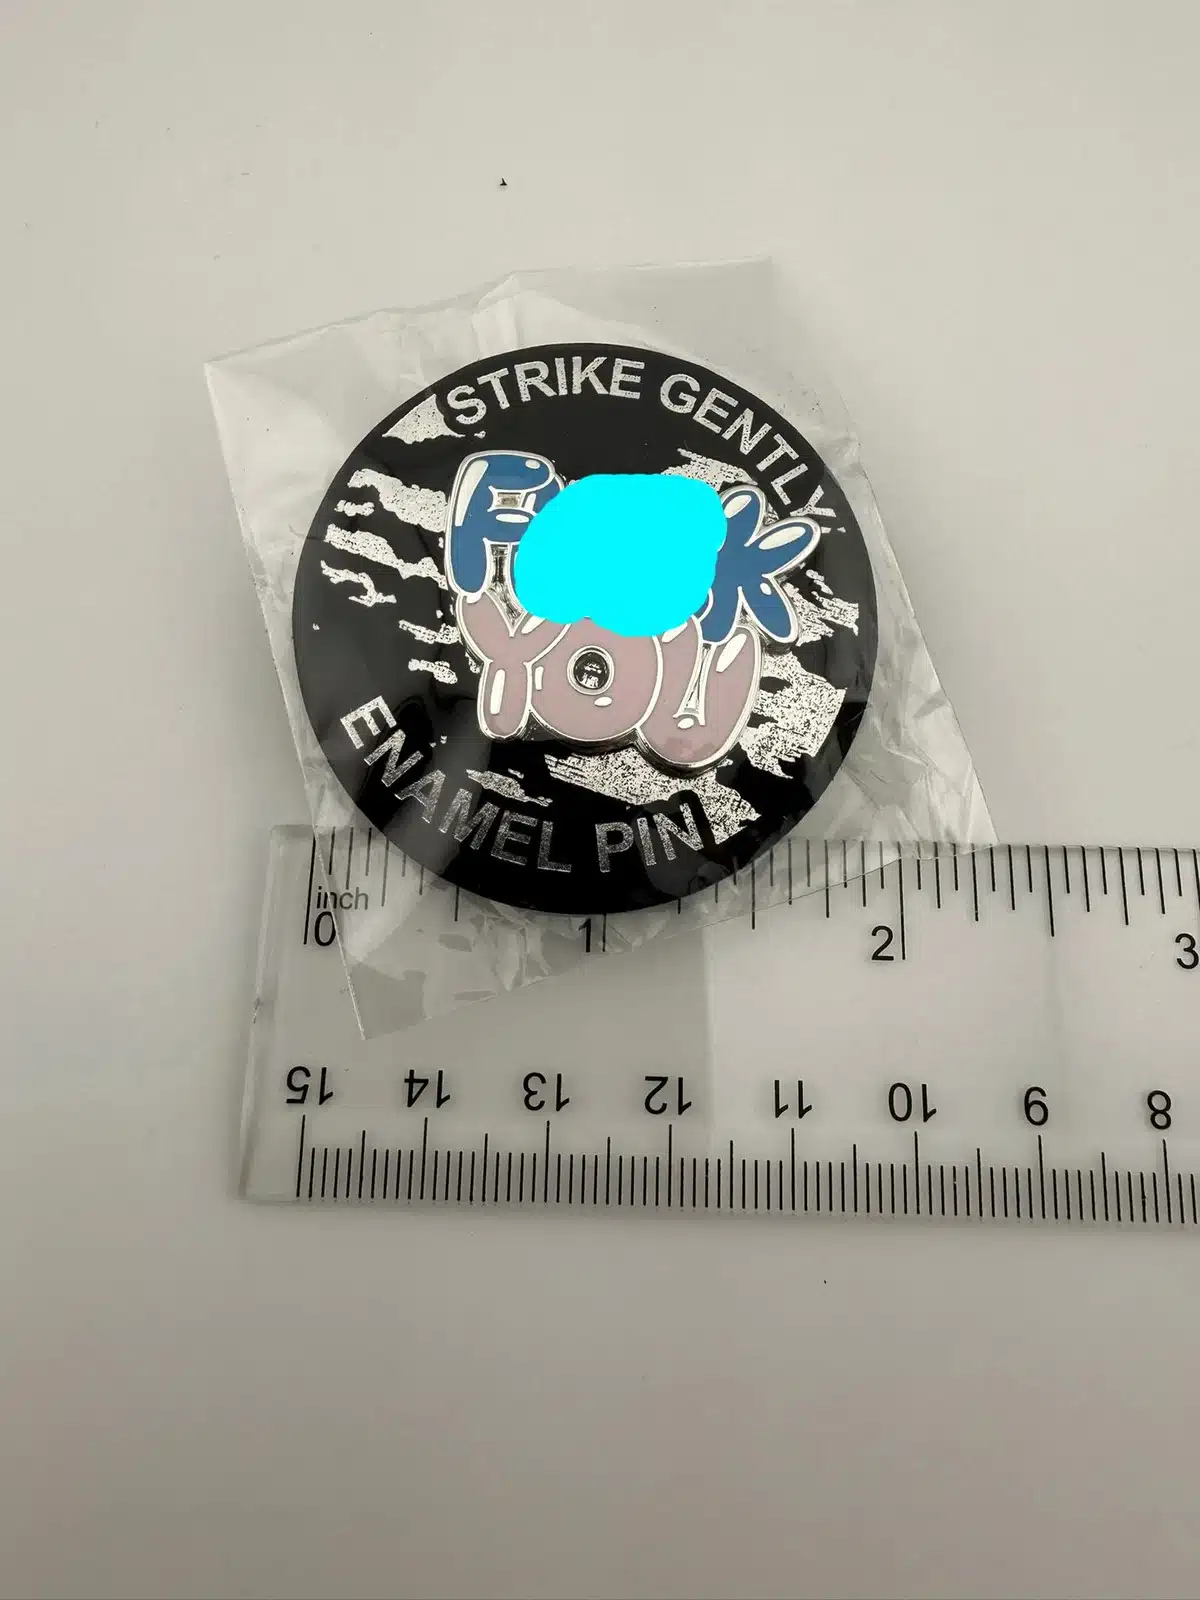 STRIKE GENTLY
F K
YOU
ENAMEL PIN
inch
0 1 2 3
15 14 13 12 11 10 9 8